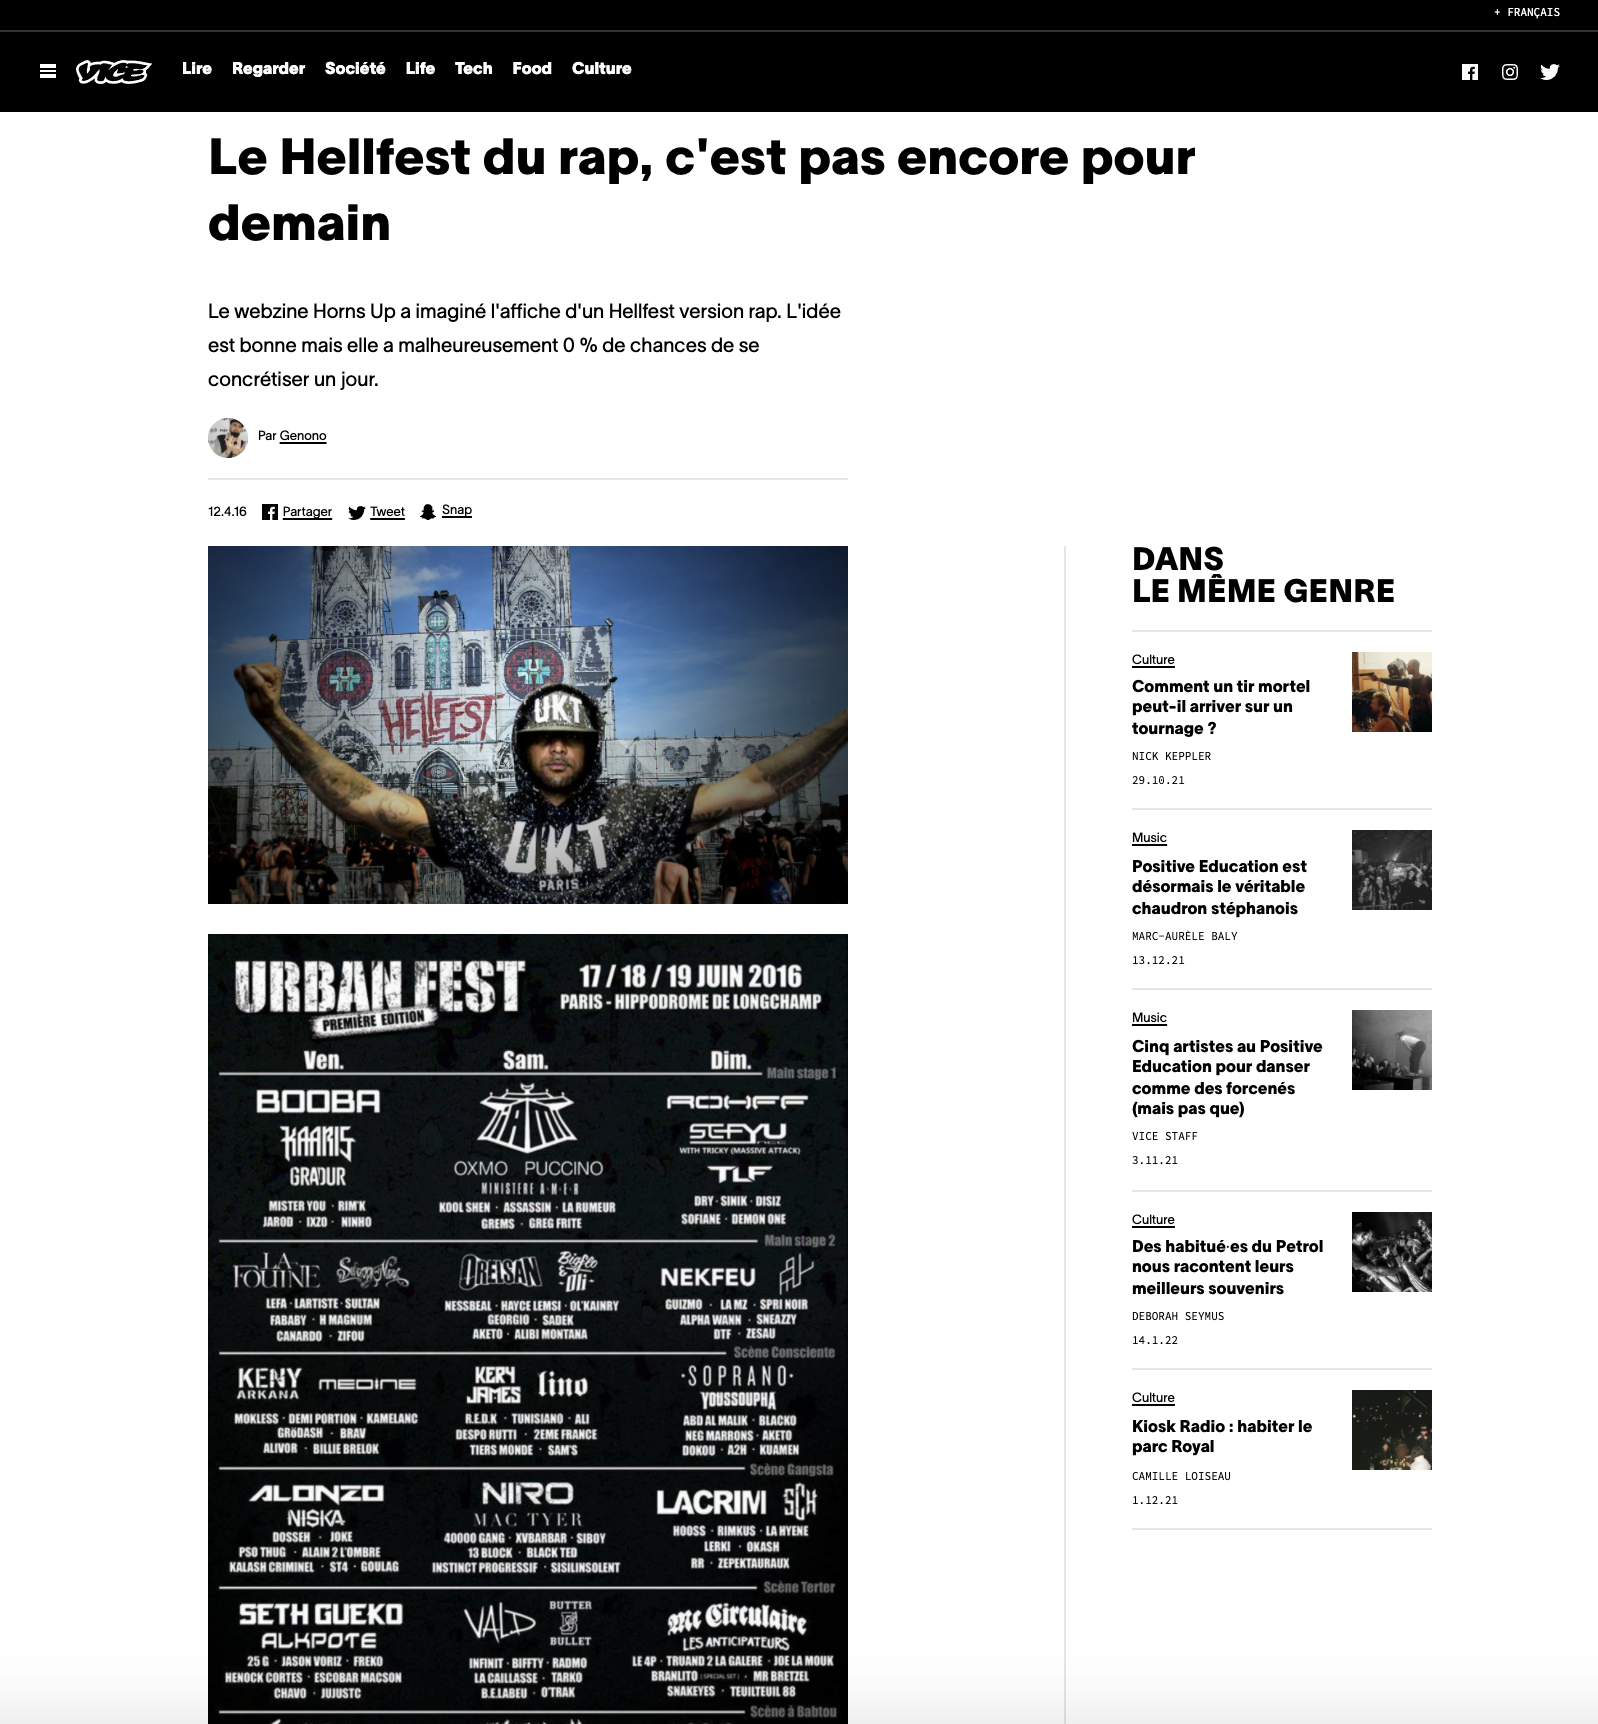 + FRANÇAIS
VICE
Lire Regarder Société Life Tech Food Culture
Le Hellfest du rap, c'est pas encore pour
demain
Le webzine Horns Up a imaginé l'affiche d'un Hellfest version rap. L'idée
est bonne mais elle a malheureusement 0 % de chances de se
concrétiser un jour.
Par Genono
12.4.16 Partager Tweet Snap
HELLFEST
UKT
UKT
PARIS
URBAN FEST
PREMIÈRE EDITION
17 / 18 / 19 JUIN 2016
PARIS - HIPPODROME DE LONGCHAMP
Ven. Sam. Dim.
Main stage 1
BOOBA
KAARIS
GRADUR
MISTER YOU · RIM'K
JAROD · IXZO · NINHO
IAM
OXMO PUCCINO
MINISTERE A·M·E·R
KOOL SHEN · ASSASSIN · LA RUMEUR
GREMS · GREG FRITE
ROHFF
SEFYU
WITH TRICKY (MASSIVE ATTACK)
TLF
DRY · SINIK · DISIZ
SOFIANE · DEMON ONE
Main stage 2
LA FOUINE
LEFA · LARTISTE · SULTAN
FABABY · H MAGNUM
CANARDO · ZIFOU
ORELSAN Bigflo & Oli
NESSBEAL · HAYCE LEMSI · OL'KAINRY
GEORGIO · SADEK
AKETO · ALIBI MONTANA
NEKFEU
GUIZMO · LA MZ · SPRI NOIR
ALPHA WANN · SNEAZZY
DTF · ZESAU
Scène Consciente
KENY ARKANA MEDINE
MOKLESS · DEMI PORTION · KAMELANC
GRÖDASH · BRAV
ALIVOR · BILLIE BRELOK
KERY JAMES lino
R.E.D.K · TUNISIANO · ALI
DESPO RUTTI · 2EME FRANCE
TIERS MONDE · SAM'S
·SOPRANO·
YOUSSOUPHA
ABD AL MALIK · BLACKO
NEG MARRONS · AKETO
DOKOU · A2H · KUAMEN
Scène Gangsta
ALONZO
NISKA
DOSSEH · JOKE
PSO THUG · ALAIN 2 L'OMBRE
KALASH CRIMINEL · ST4 · GOULAG
NIRO
MAC TYER
40000 GANG · XVBARBAR · SIBOY
13 BLOCK · BLACK TED
INSTINCT PROGRESSIF · SISILINSOLENT
LACRIM SCH
HOOSS · RIMKUS · LA HYENE
LERKI · OKASH
RR · ZEPEKTAURAUX
Scène Terter
SETH GUEKO
ALKPOTE
25 G · JASON VORIZ · FREKO
HENOCK CORTES · ESCOBAR MACSON
CHAVO · JUJUSTC
VALD BUTTER BULLET
INFINIT · BIFFTY · RADMO
LA CAILLASSE · TARKO
B.E.LABEU · O'TRAK
Mc Circulaire
LES ANTICIPATEURS
LE 4P · TRUAND 2 LA GALERE · JOE LA MOUK
BRANLITO (SPECIAL SET) · MR BRETZEL
SNAKEYES · TEUILTEUIL 88
Scène à Babtou
DANS
LE MÊME GENRE
Culture
Comment un tir mortel
peut-il arriver sur un
tournage ?
NICK KEPPLER
29.10.21
Music
Positive Education est
désormais le véritable
chaudron stéphanois
MARC-AURÈLE BALY
13.12.21
Music
Cinq artistes au Positive
Education pour danser
comme des forcenés
(mais pas que)
VICE STAFF
3.11.21
Culture
Des habitué·es du Petrol
nous racontent leurs
meilleurs souvenirs
DEBORAH SEYMUS
14.1.22
Culture
Kiosk Radio : habiter le
parc Royal
CAMILLE LOISEAU
1.12.21